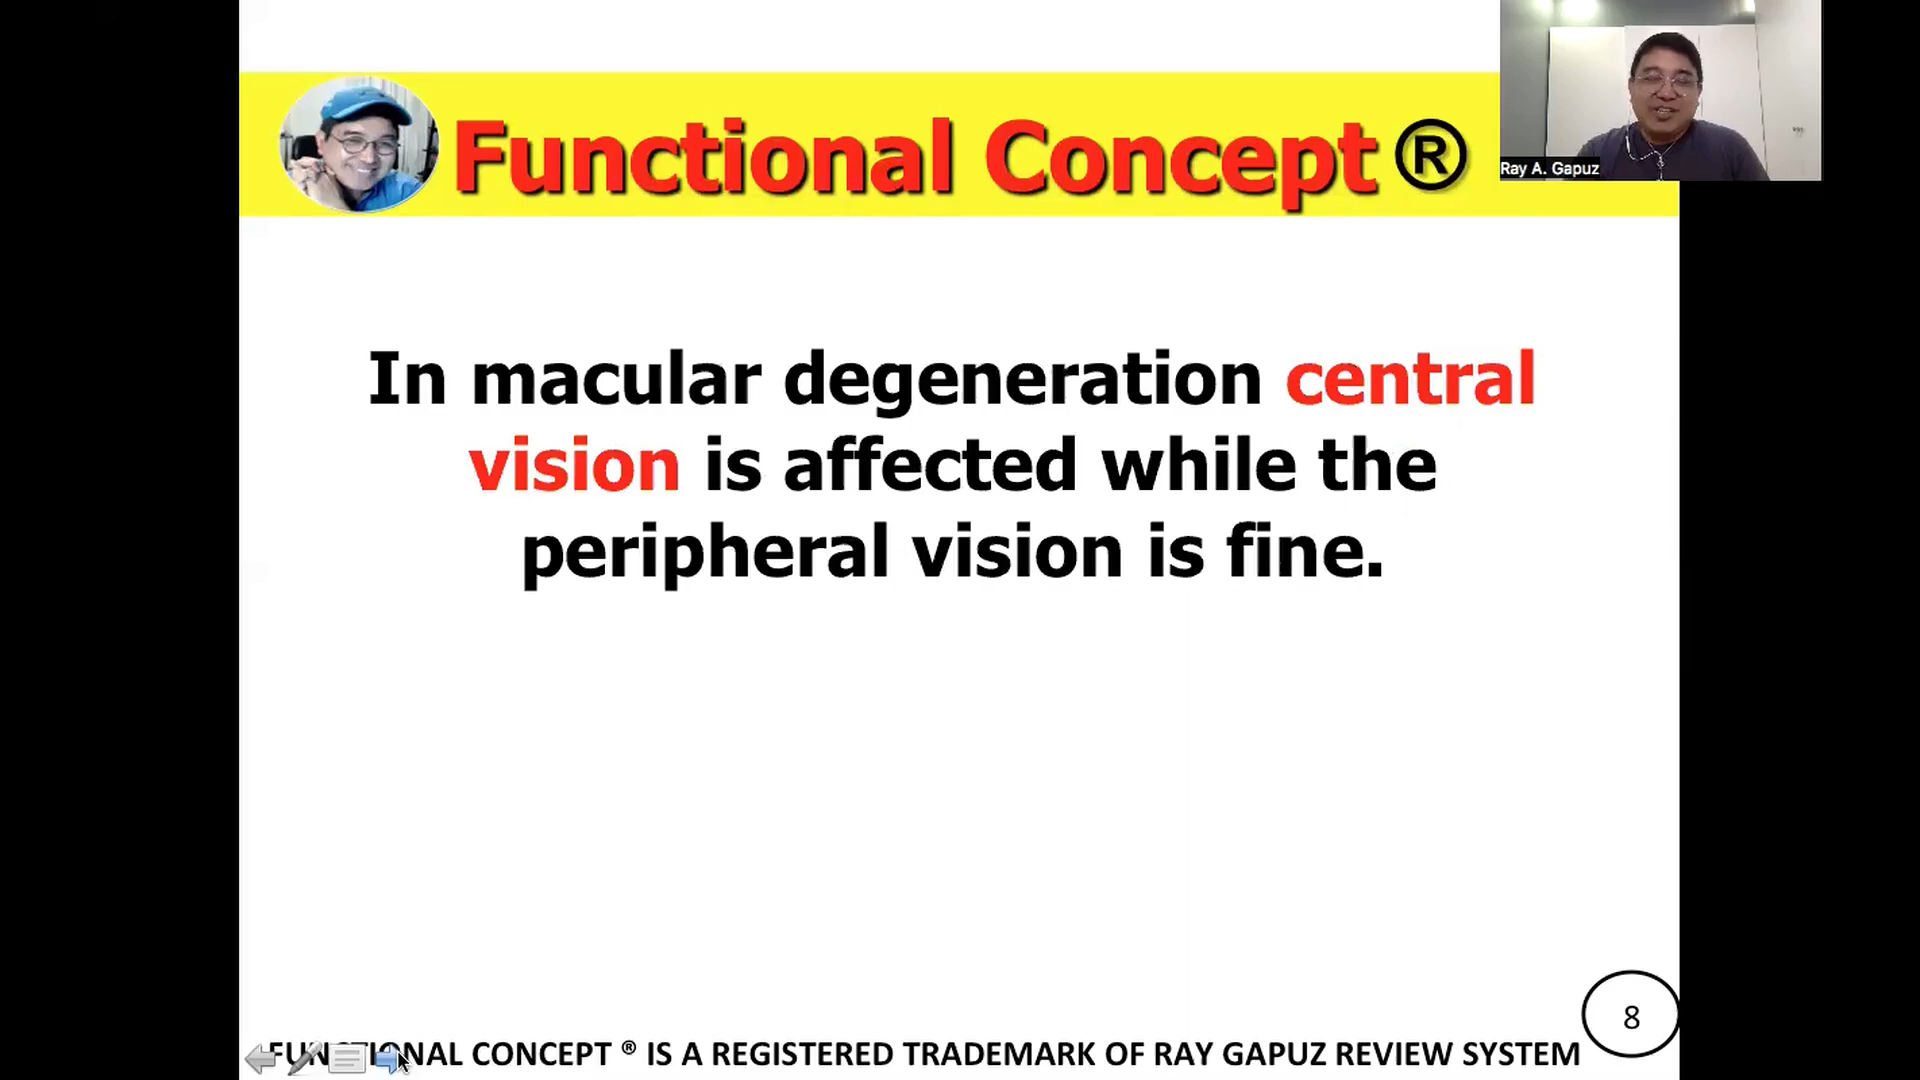 Functional Concept ®
Ray A. Gapuz
In macular degeneration central
vision is affected while the
peripheral vision is fine.
8
FUNCTIONAL CONCEPT ® IS A REGISTERED TRADEMARK OF RAY GAPUZ REVIEW SYSTEM